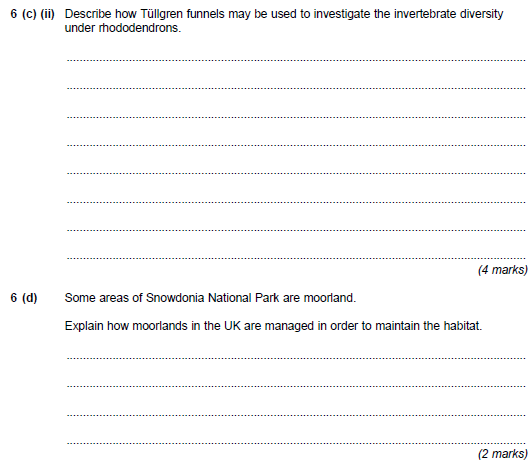 6 (c) (ii) Describe how Tüllgren funnels may be used to investigate the invertebrate diversity
under rhododendrons.
(4 marks)
6 (d) Some areas of Snowdonia National Park are moorland.
Explain how moorlands in the UK are managed in order to maintain the habitat.
(2 marks)